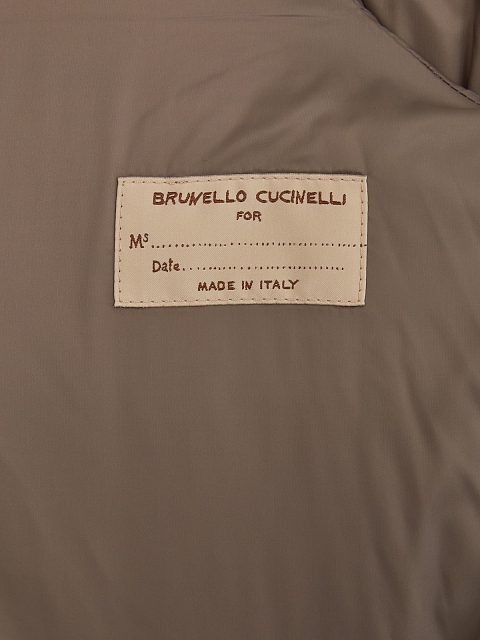 BRUNELLO CUCINELLI
FOR
Ms.......................................
Date..............................
MADE IN ITALY